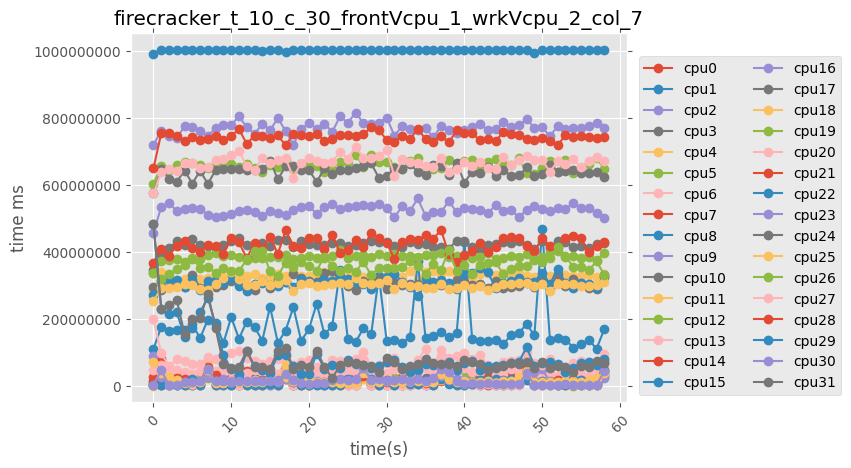 firecracker_t_10_c_30_frontVcpu_1_wrkVcpu_2_col_7
time ms
1000000000
800000000
600000000
400000000
200000000
0
0
10
20
30
40
50
60
time(s)
cpu0
cpu1
cpu2
cpu3
cpu4
cpu5
cpu6
cpu7
cpu8
cpu9
cpu10
cpu11
cpu12
cpu13
cpu14
cpu15
cpu16
cpu17
cpu18
cpu19
cpu20
cpu21
cpu22
cpu23
cpu24
cpu25
cpu26
cpu27
cpu28
cpu29
cpu30
cpu31